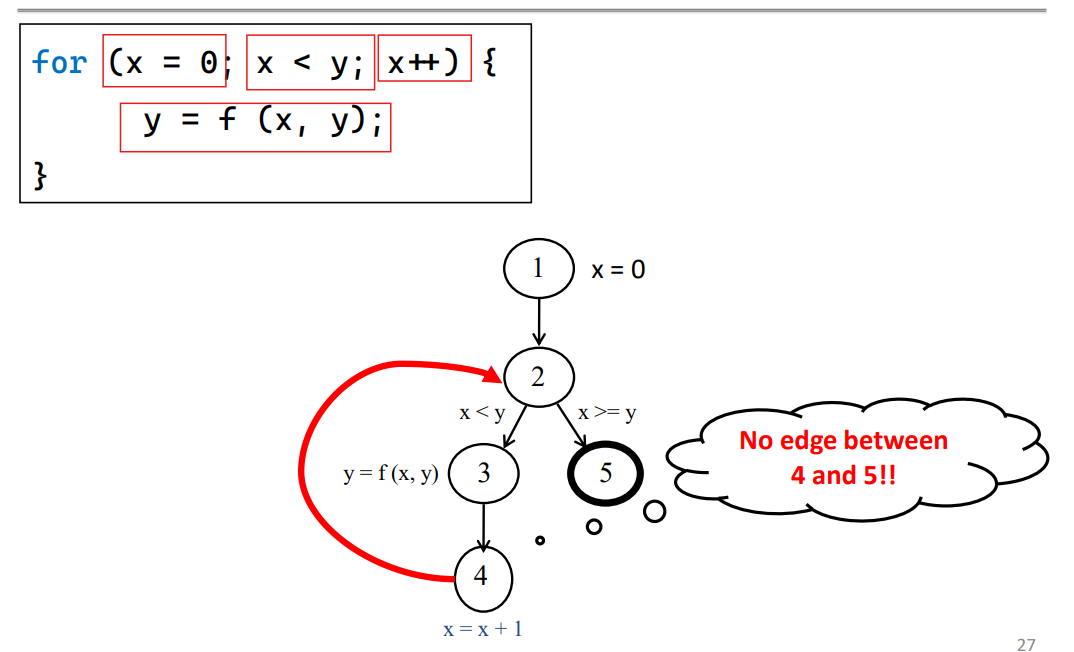 for (x = 0; x < y; x++) {
y = f (x, y);
}
1 x = 0
2
x < y x >= y
y = f (x, y) 3 5
No edge between
4 and 5!!
4
x = x + 1
27